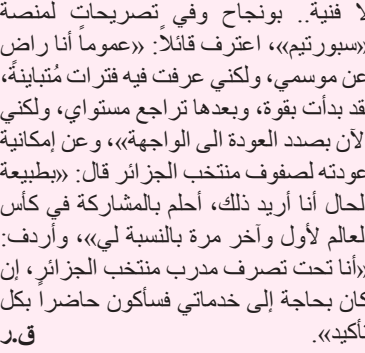 لا فنية.. بونجاح وفي تصريحات لمنصة
«سبورتيم»، اعترف قائلاً: «عموماً أنا راض
عن موسمي، ولكني عرفت فيه فترات مُتباينةً،
قد بدأت بقوة، وبعدها تراجع مستواي، ولكني
لآن بصدد العودة الى الواجهة»، وعن إمكانية
عودته لصفوف منتخب الجزائر قال: «بطبيعة
لحال أنا أريد ذلك، أحلم بالمشاركة في كأس
لعالم لأول وآخر مرة بالنسبة لي»، وأردف:
«أنا تحت تصرف مدرب منتخب الجزائر، إن
كان بحاجة إلى خدماتي فسأكون حاضراً بكل
تأكيد». ق.ر